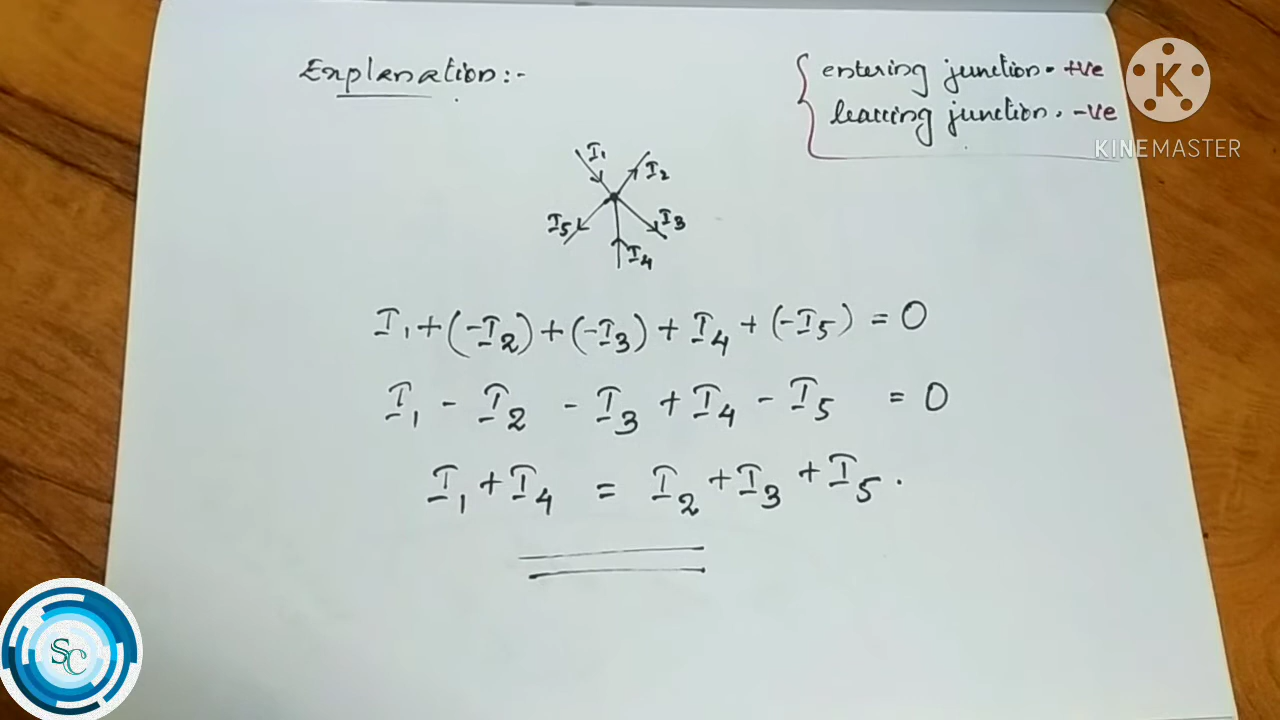 Explanation:-
entering junction. +ve
leaving junction. -ve
K
KINEMASTER
I₁
I₂
I₅
I₃
I₄
I₁ + (-I₂) + (-I₃) + I₄ + (-I₅) = 0
I₁ - I₂ - I₃ + I₄ - I₅ = 0
I₁ + I₄ = I₂ + I₃ + I₅.
SC